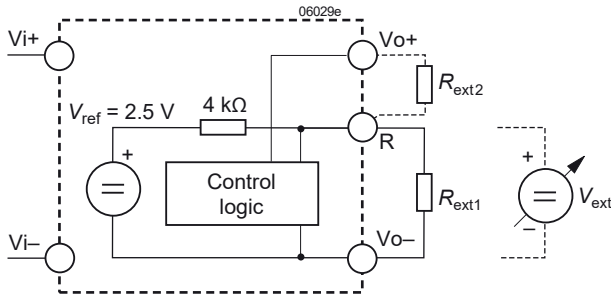 06029e
Vi+
Vo+
Rext2
Vref = 2.5 V
4 kΩ
R
+
+
Control
logic
Rext1
Vext
–
Vi–
Vo–